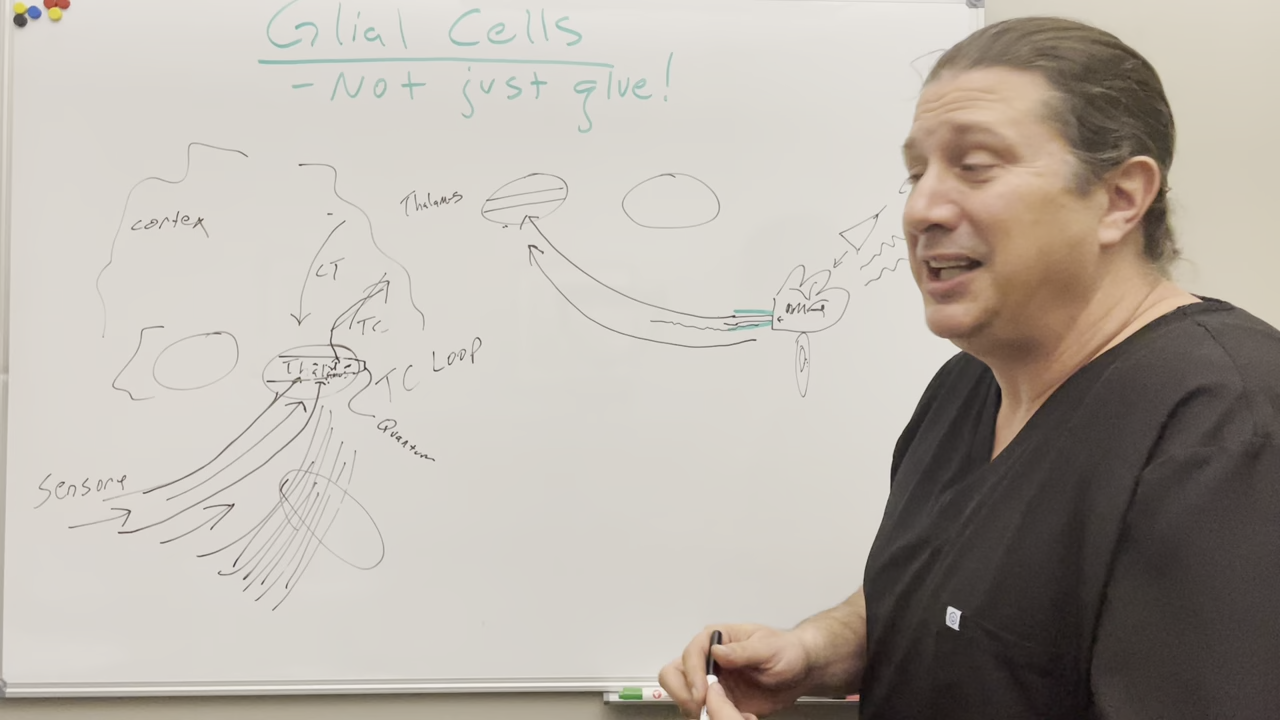 Glial Cells
- Not just glue!
cortex
Thalamus
CT
TC
TC LOOP
Quantum
Sensory